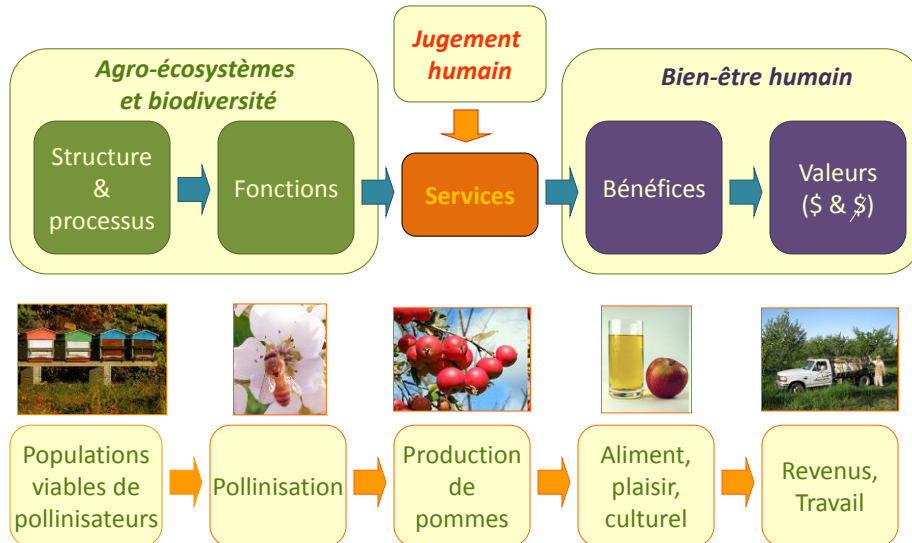 Jugement
humain
Agro-écosystèmes
et biodiversité
Bien-être humain
Structure
&
processus
Fonctions
Services
Bénéfices
Valeurs
($ & $)
Populations
viables de
pollinisateurs
Pollinisation
Production
de
pommes
Aliment,
plaisir,
culturel
Revenus,
Travail